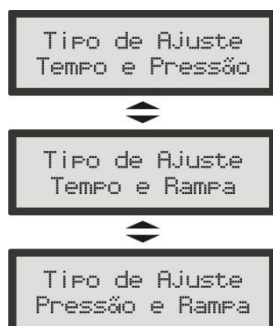 Tipo de Ajuste
Tempo e Pressão
Tipo de Ajuste
Tempo e Rampa
Tipo de Ajuste
Pressão e Rampa